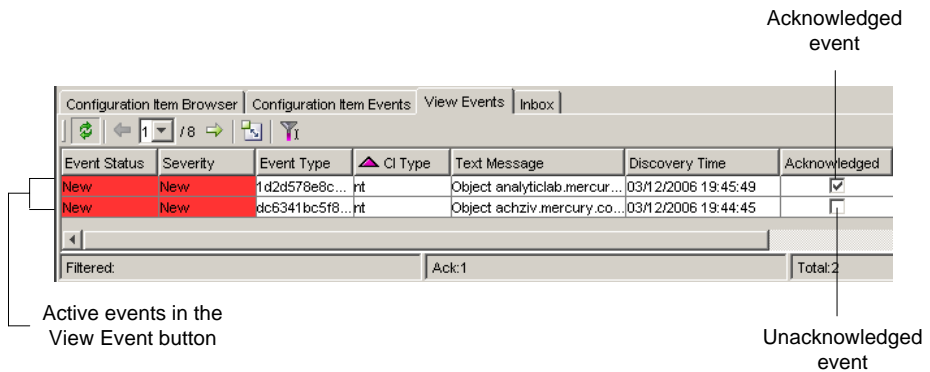 Acknowledged
event
Configuration Item Browser Configuration Item Events View Events Inbox
1 /8
Event Status Severity Event Type CI Type Text Message Discovery Time Acknowledged
New New 1d2d578e8c... nt Object analyticlab.mercur... 03/12/2006 19:45:49
New New dc6341bc5f8... nt Object achziv.mercury.co... 03/12/2006 19:44:45
Filtered: Ack:1 Total:2
Active events in the
View Event button
Unacknowledged
event